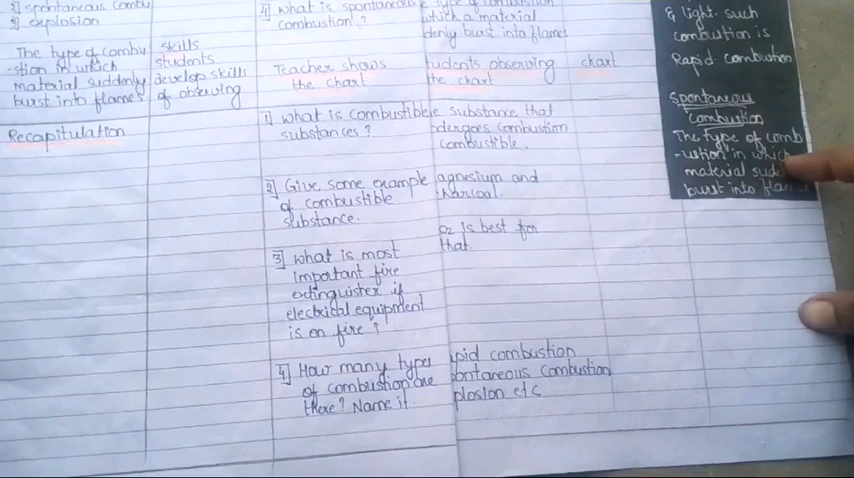 3] spontaneous combu
2] explosion
The type of combu
-stion in which
material suddenly
burst into flames
Recapitulation
skills
students
develop skills
of observing
4] what is spontaneous
combustion ?
Teacher shows
the chart
1] what is combustible
substances ?
2] Give some example
of combustible
substance.
3] what is most
important fire
extinguisher if
electrical equipment
is on fire ?
4] How many types
of combustion are
there? Name it.
which a material
denly burst into flames
tudents observing
the chart
e substance that
ndergoes combustion
combustible.
agnesium and
harcoal.
o2 is best for
that.
apid combustion
pontaneous combustion
plosion etc
chart
& light. such
combustion is
Rapid combustion
Spontaneous
Combustion
The type of comb
-ustion in which
material sud
burst into flam